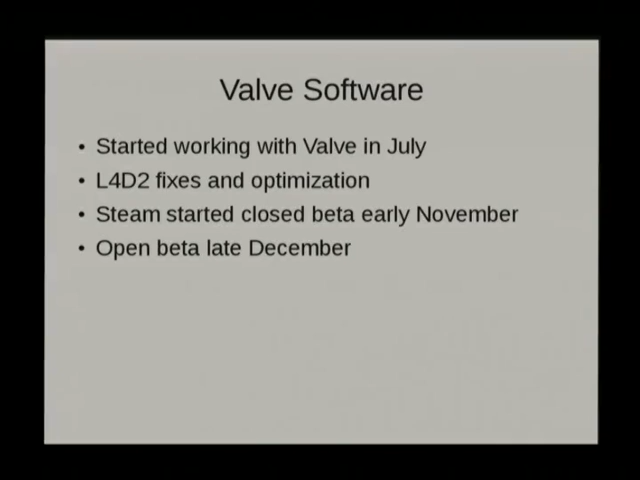 Valve Software
• Started working with Valve in July
• L4D2 fixes and optimization
• Steam started closed beta early November
• Open beta late December